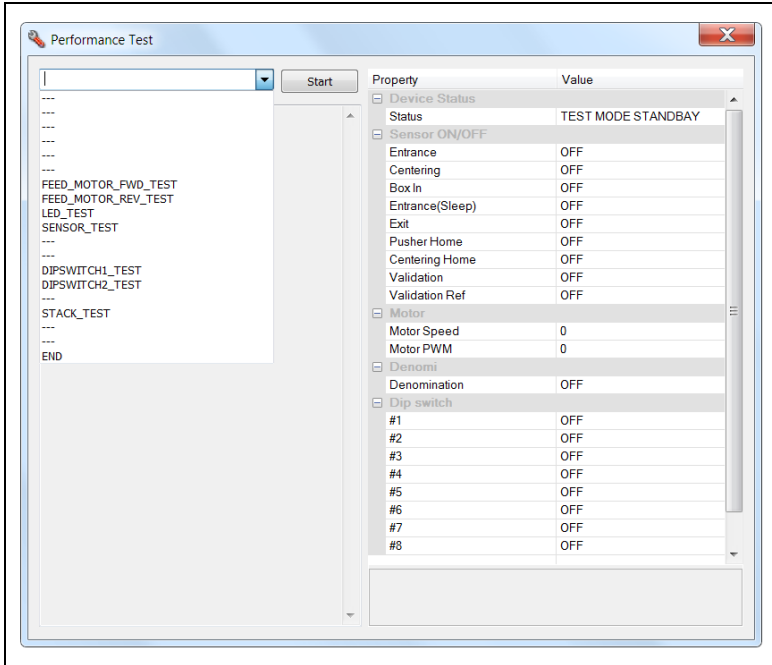 Performance Test
Start
---
---
---
---
---
---
FEED_MOTOR_FWD_TEST
FEED_MOTOR_REV_TEST
LED_TEST
SENSOR_TEST
---
---
DIPSWITCH1_TEST
DIPSWITCH2_TEST
---
STACK_TEST
---
---
END
Property Value
Device Status
Status TEST MODE STANDBAY
Sensor ON/OFF
Entrance OFF
Centering OFF
Box In OFF
Entrance(Sleep) OFF
Exit OFF
Pusher Home OFF
Centering Home OFF
Validation OFF
Validation Ref OFF
Motor
Motor Speed 0
Motor PWM 0
Denomi
Denomination OFF
Dip switch
#1 OFF
#2 OFF
#3 OFF
#4 OFF
#5 OFF
#6 OFF
#7 OFF
#8 OFF